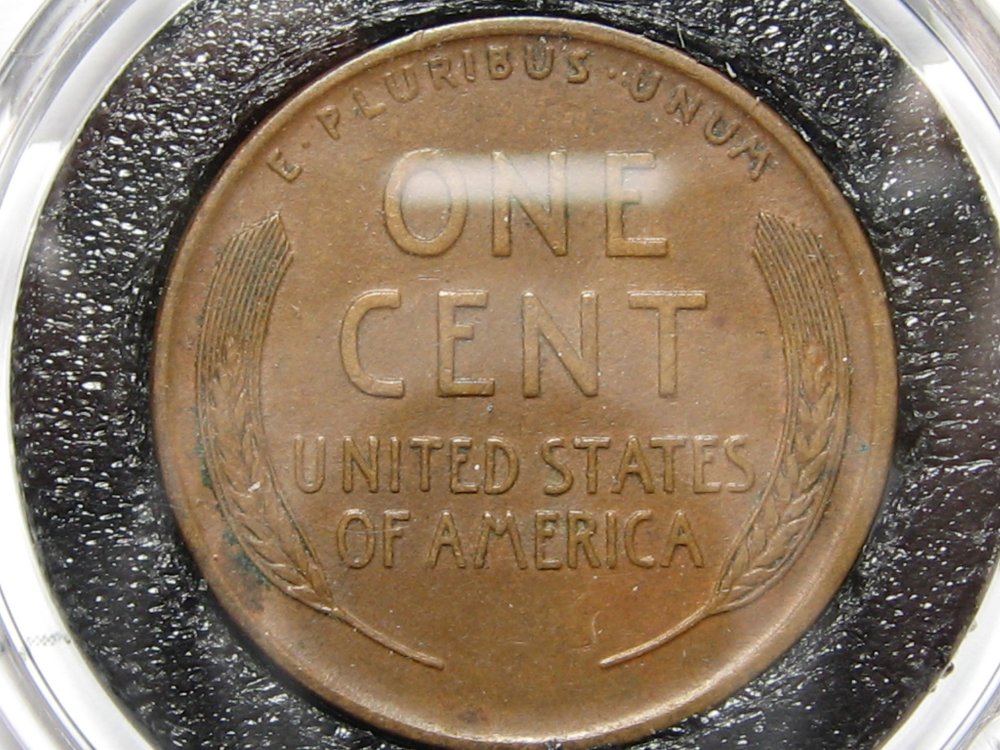 E·PLURIBUS·UNUM
ONE
CENT
UNITED STATES
OF AMERICA